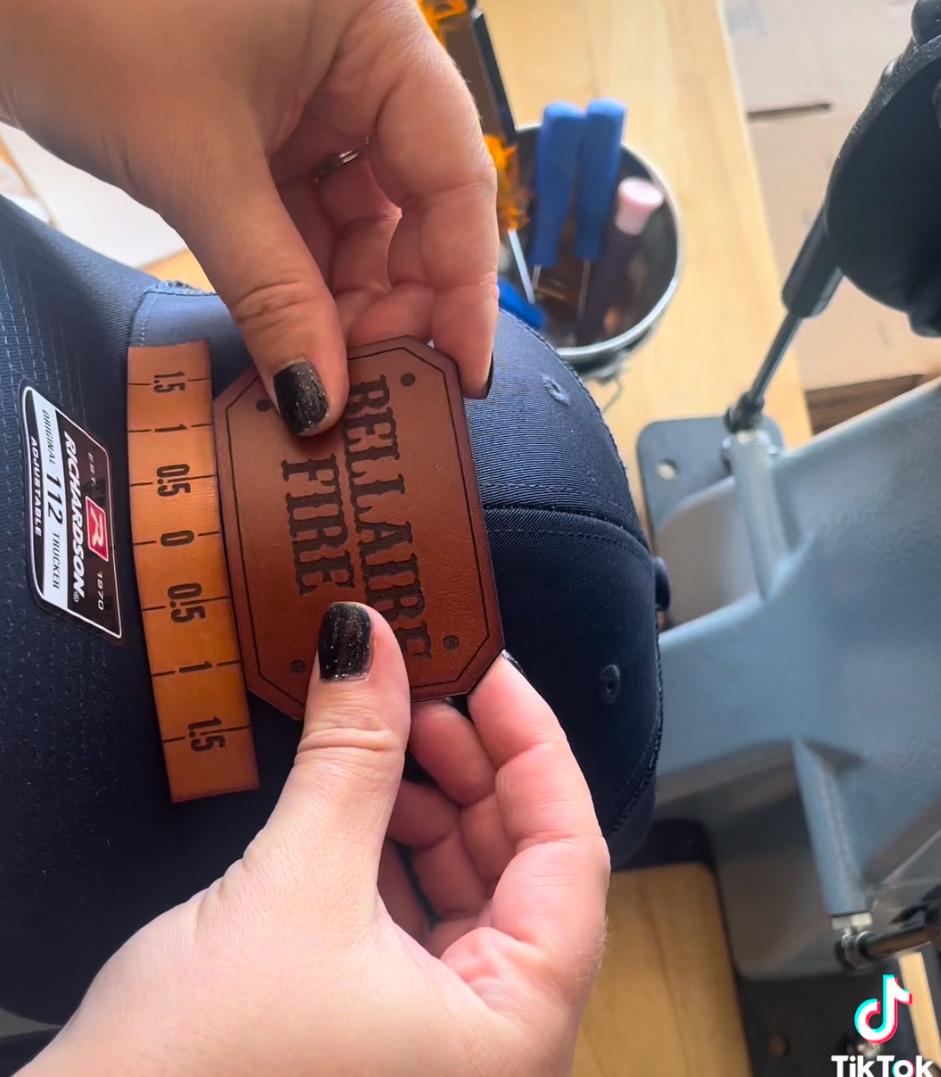 BELLAIRE
FIRE
1.5
1
0.5
0
0.5
1
1.5
EST. R 1970
RICHARDSON®
ORIGINAL 112 TRUCKER
ADJUSTABLE
TikTok